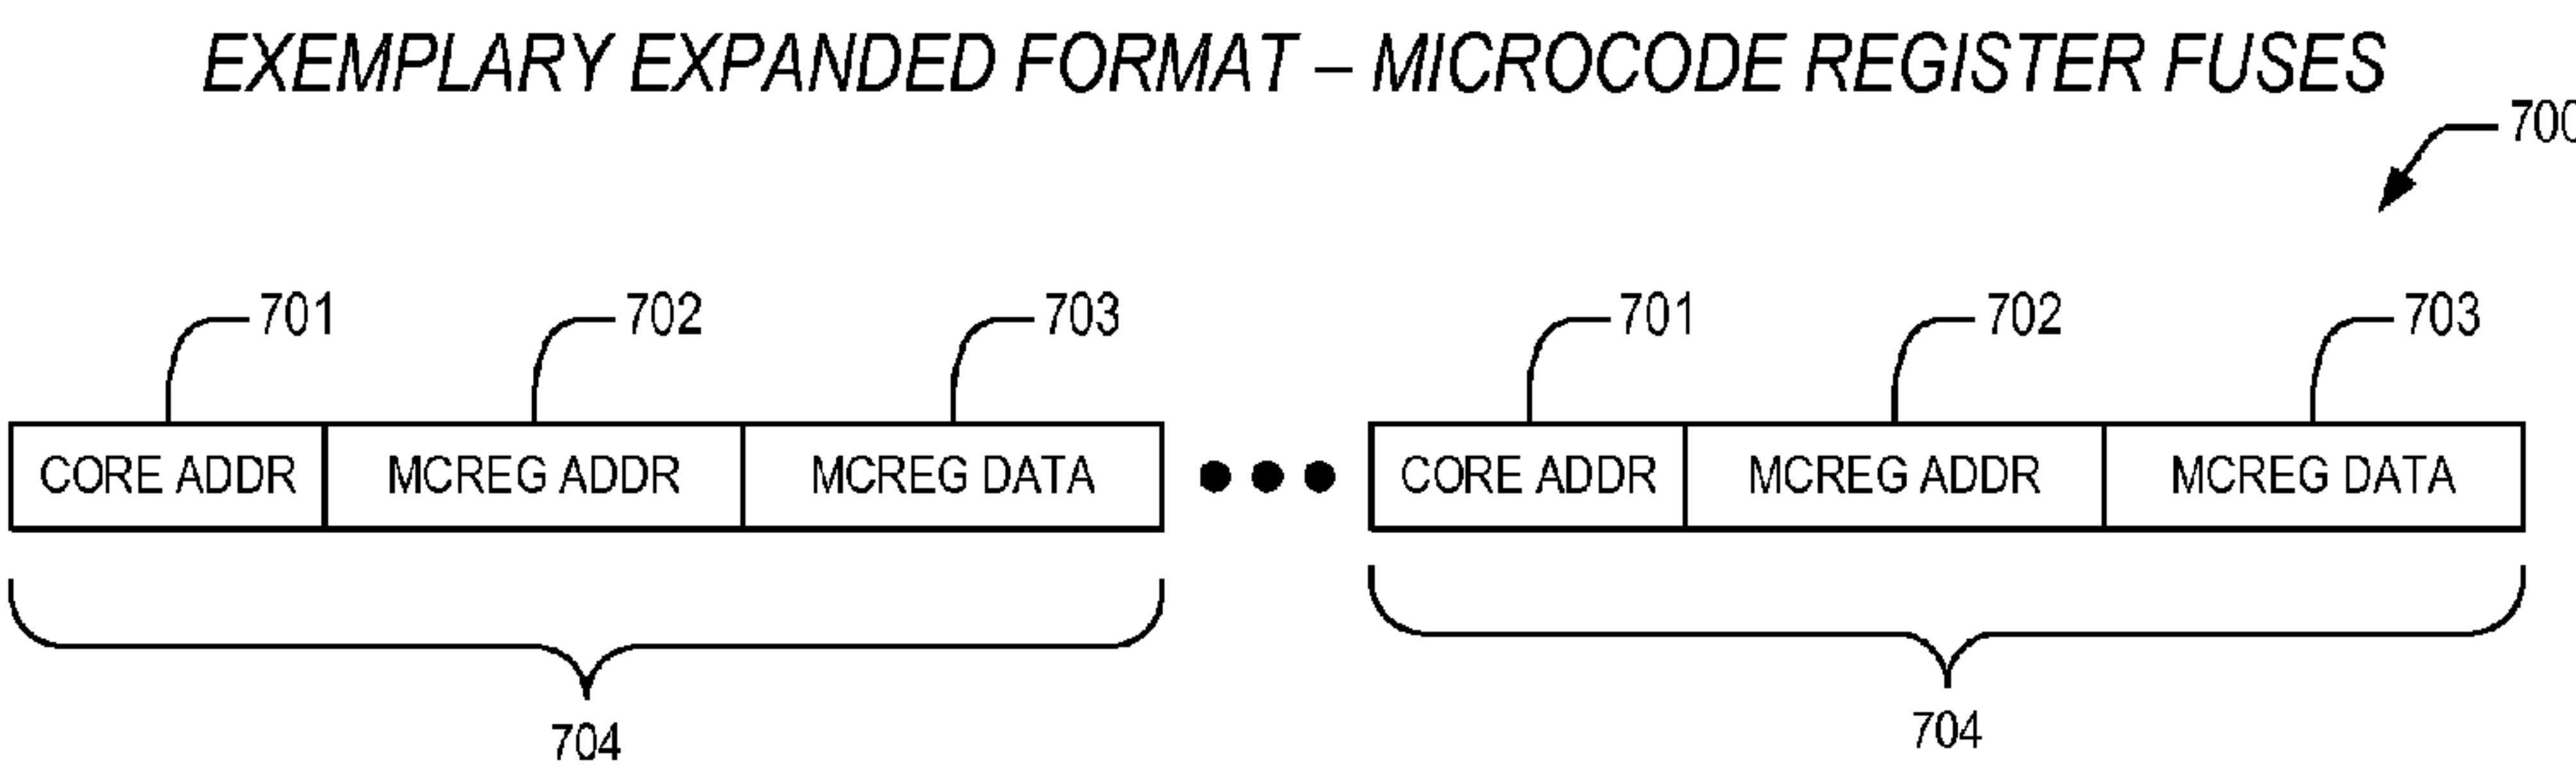 EXEMPLARY EXPANDED FORMAT – MICROCODE REGISTER FUSES
700
701 702 703 701 702 703
CORE ADDR MCREG ADDR MCREG DATA ●●● CORE ADDR MCREG ADDR MCREG DATA
704 704